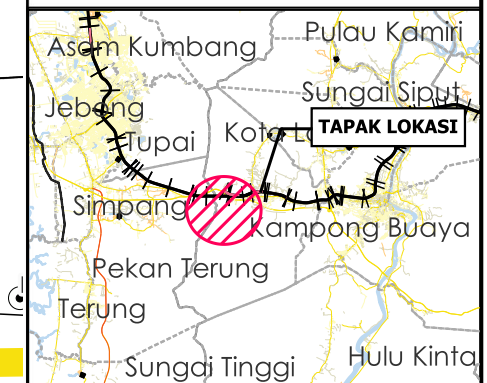 Pulau Kamiri
Asam Kumbang
Sungai Siput
Jebong
TAPAK LOKASI
Tupai
Kota L
Simpang
Kampong Buaya
Pekan Terung
Terung
Hulu Kinta
Sungai Tinggi